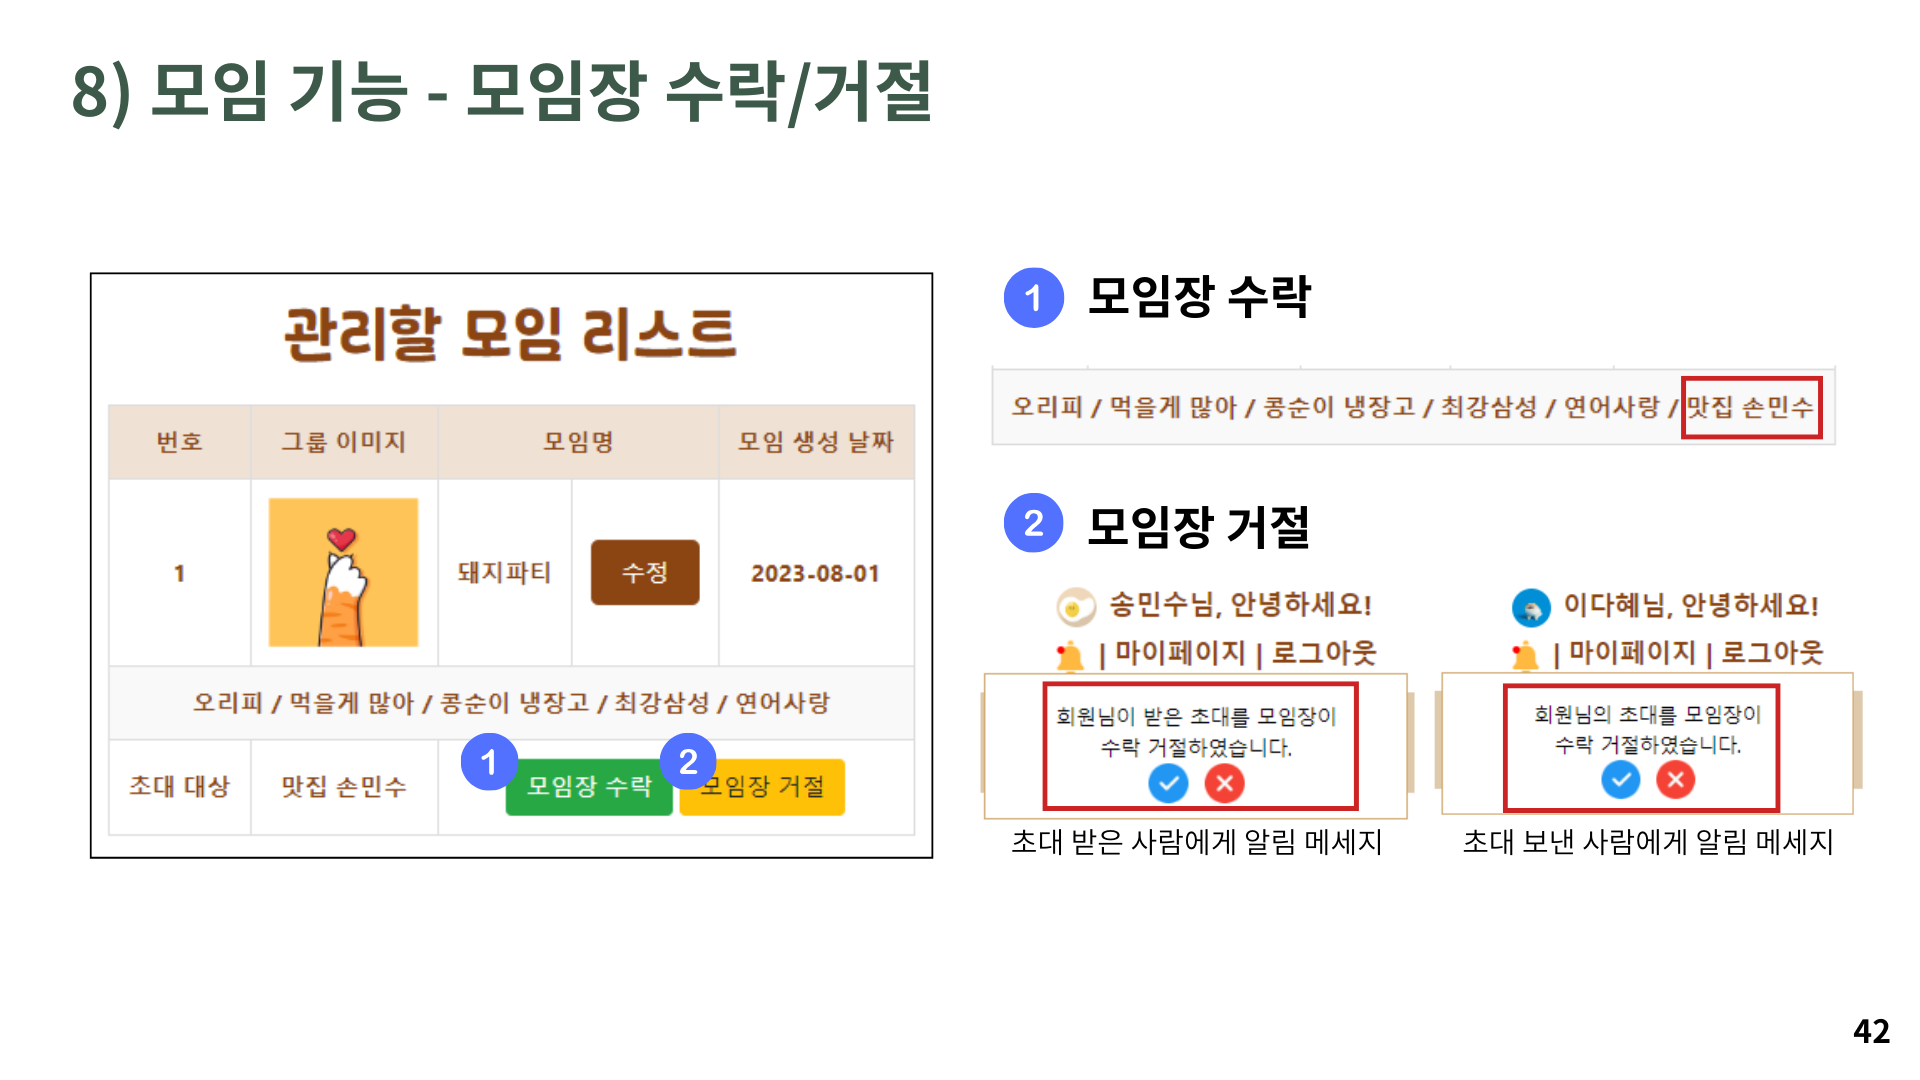 8) 모임 기능 - 모임장 수락/거절
관리할 모임 리스트
번호 그룹 이미지 모임명 모임 생성 날짜
1 돼지파티 수정 2023-08-01
오리피 / 먹을게 많아 / 콩순이 냉장고 / 최강삼성 / 연어사랑
1 2
초대 대상 맛집 손민수 모임장 수락 모임장 거절
1 모임장 수락
오리피 / 먹을게 많아 / 콩순이 냉장고 / 최강삼성 / 연어사랑 / 맛집 손민수
2 모임장 거절
송민수님, 안녕하세요!
| 마이페이지 | 로그아웃
회원님이 받은 초대를 모임장이
수락 거절하였습니다.
초대 받은 사람에게 알림 메세지
이다혜님, 안녕하세요!
| 마이페이지 | 로그아웃
회원님의 초대를 모임장이
수락 거절하였습니다.
초대 보낸 사람에게 알림 메세지
42